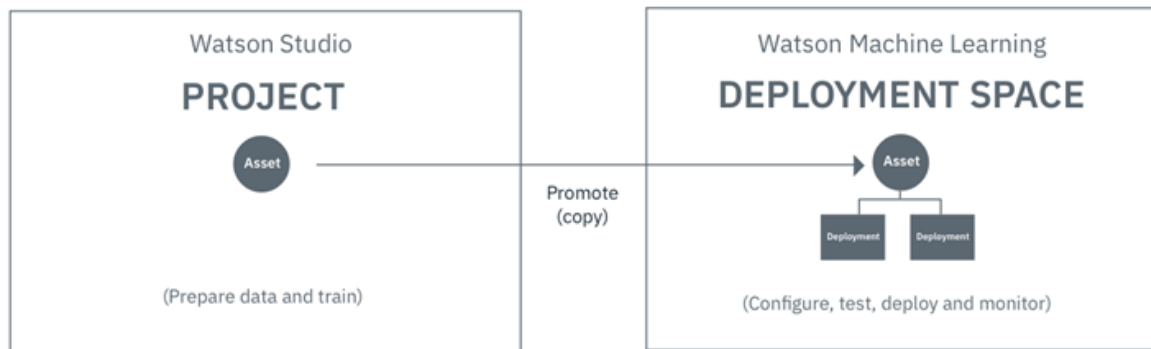 Watson Studio
PROJECT
Asset
(Prepare data and train)
Promote
(copy)
Watson Machine Learning
DEPLOYMENT SPACE
Asset
Deployment
Deployment
(Configure, test, deploy and monitor)